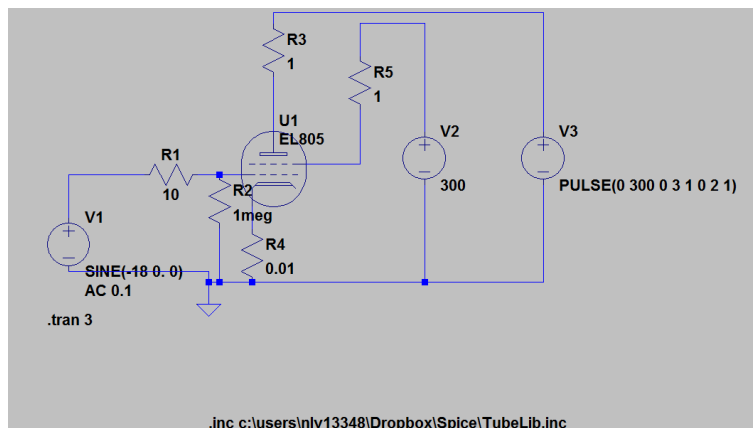 R3
1
R5
1
U1
EL805
R1
10
R2
1meg
V2
300
V3
PULSE(0 300 0 3 1 0 2 1)
V1
R4
0.01
SINE(-18 0. 0)
AC 0.1
.tran 3
.inc c:\users\nlv13348\Dropbox\Spice\TubeLib.inc